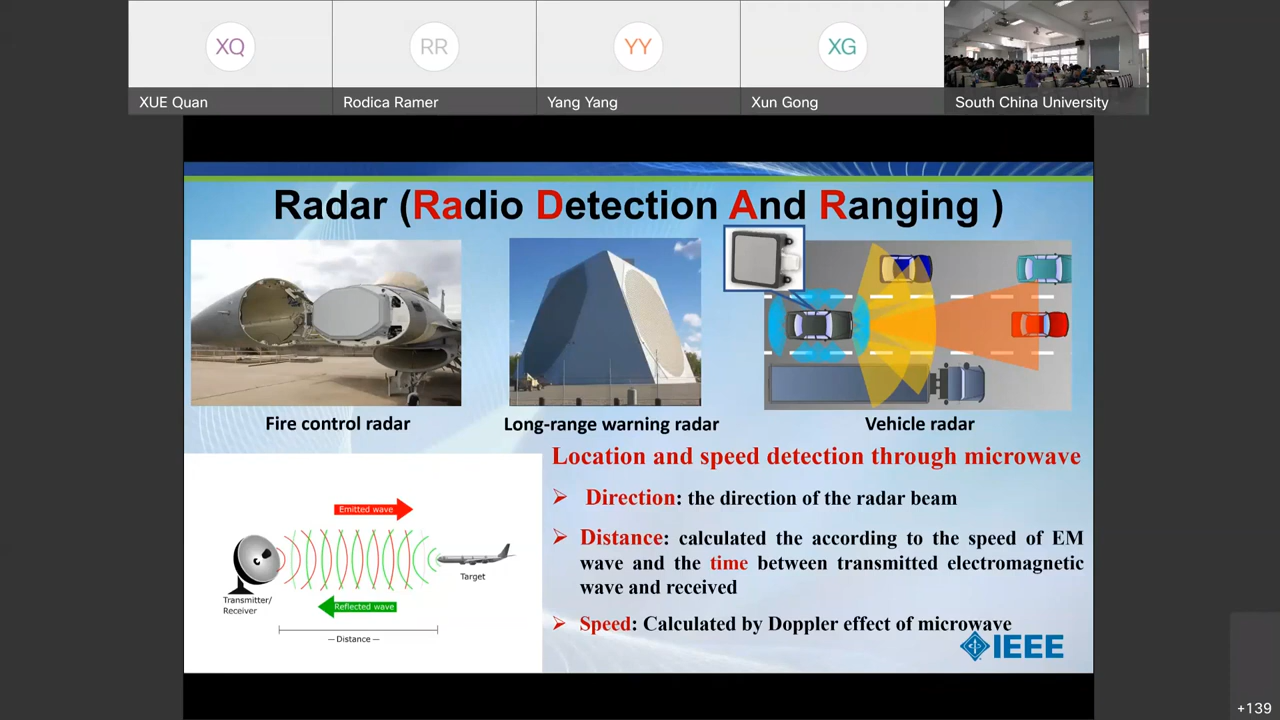 XQ
RR
YY
XG
XUE Quan
Rodica Ramer
Yang Yang
Xun Gong
South China University
Radar (Radio Detection And Ranging )
Fire control radar
Long-range warning radar
Vehicle radar
Location and speed detection through microwave
Direction: the direction of the radar beam
Distance: calculated the according to the speed of EM
wave and the time between transmitted electromagnetic
wave and received
Speed: Calculated by Doppler effect of microwave
Emitted wave
Target
Transmitter/
Receiver
Reflected wave
— Distance —
IEEE
+139